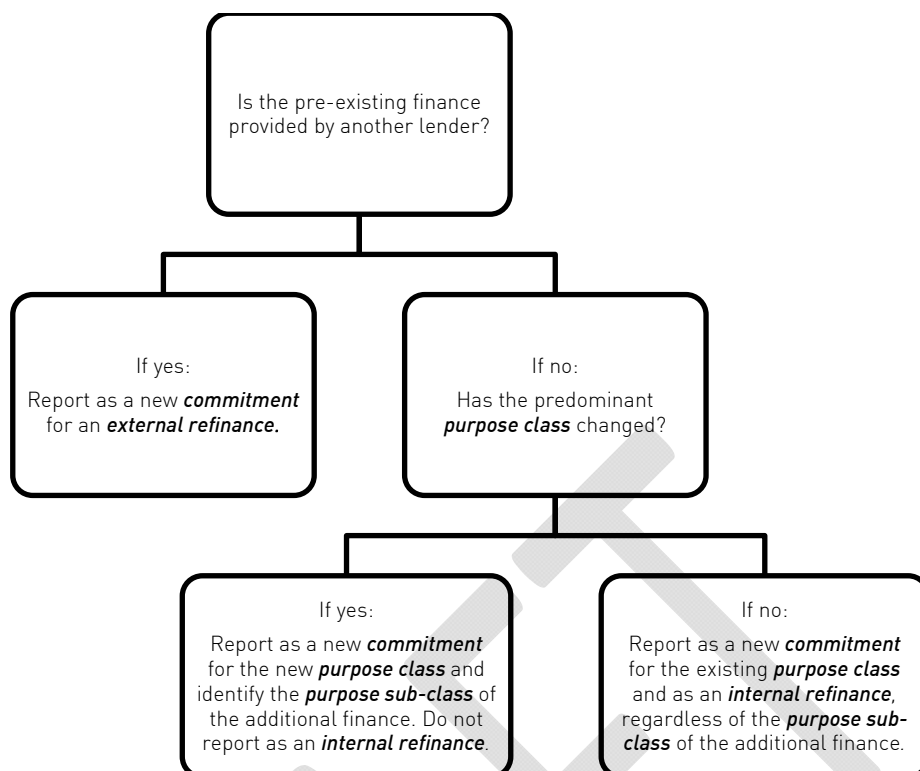 Is the pre-existing finance
provided by another lender?
If yes:
Report as a new commitment
for an external refinance.
If no:
Has the predominant
purpose class changed?
If yes:
Report as a new commitment
for the new purpose class and
identify the purpose sub-class of
the additional finance. Do not
report as an internal refinance.
If no:
Report as a new commitment
for the existing purpose class
and as an internal refinance,
regardless of the purpose sub-
class of the additional finance.